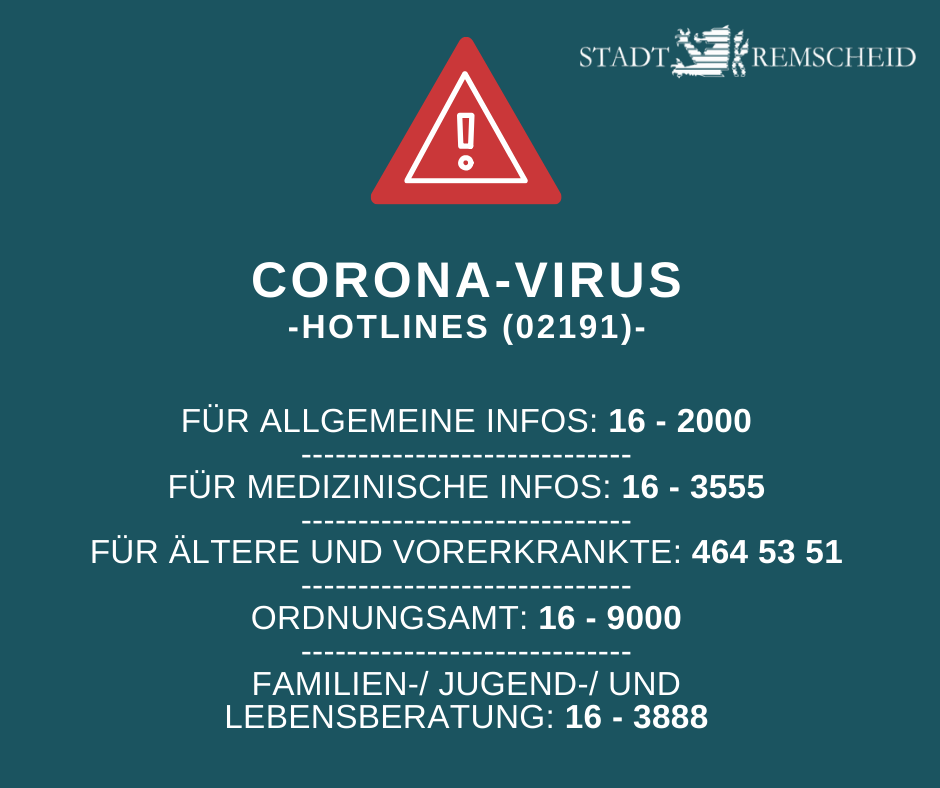 STADT REMSCHEID
CORONA-VIRUS
-HOTLINES (02191)-
FÜR ALLGEMEINE INFOS: 16 - 2000
-----------------------------
FÜR MEDIZINISCHE INFOS: 16 - 3555
-----------------------------
FÜR ÄLTERE UND VORERKRANKTE: 464 53 51
-----------------------------
ORDNUNGSAMT: 16 - 9000
-----------------------------
FAMILIEN-/ JUGEND-/ UND
LEBENSBERATUNG: 16 - 3888